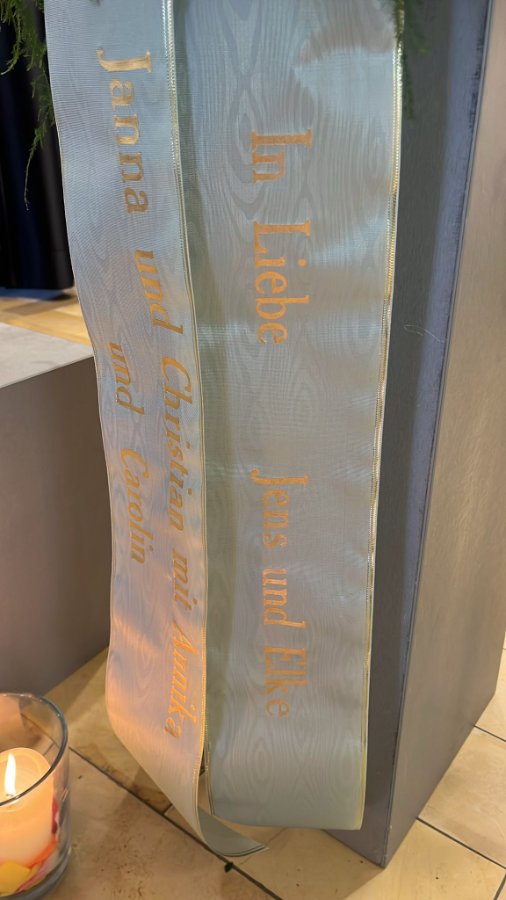 Janna und Christian mit Annika
und Carolin
In Liebe Jens und Elke